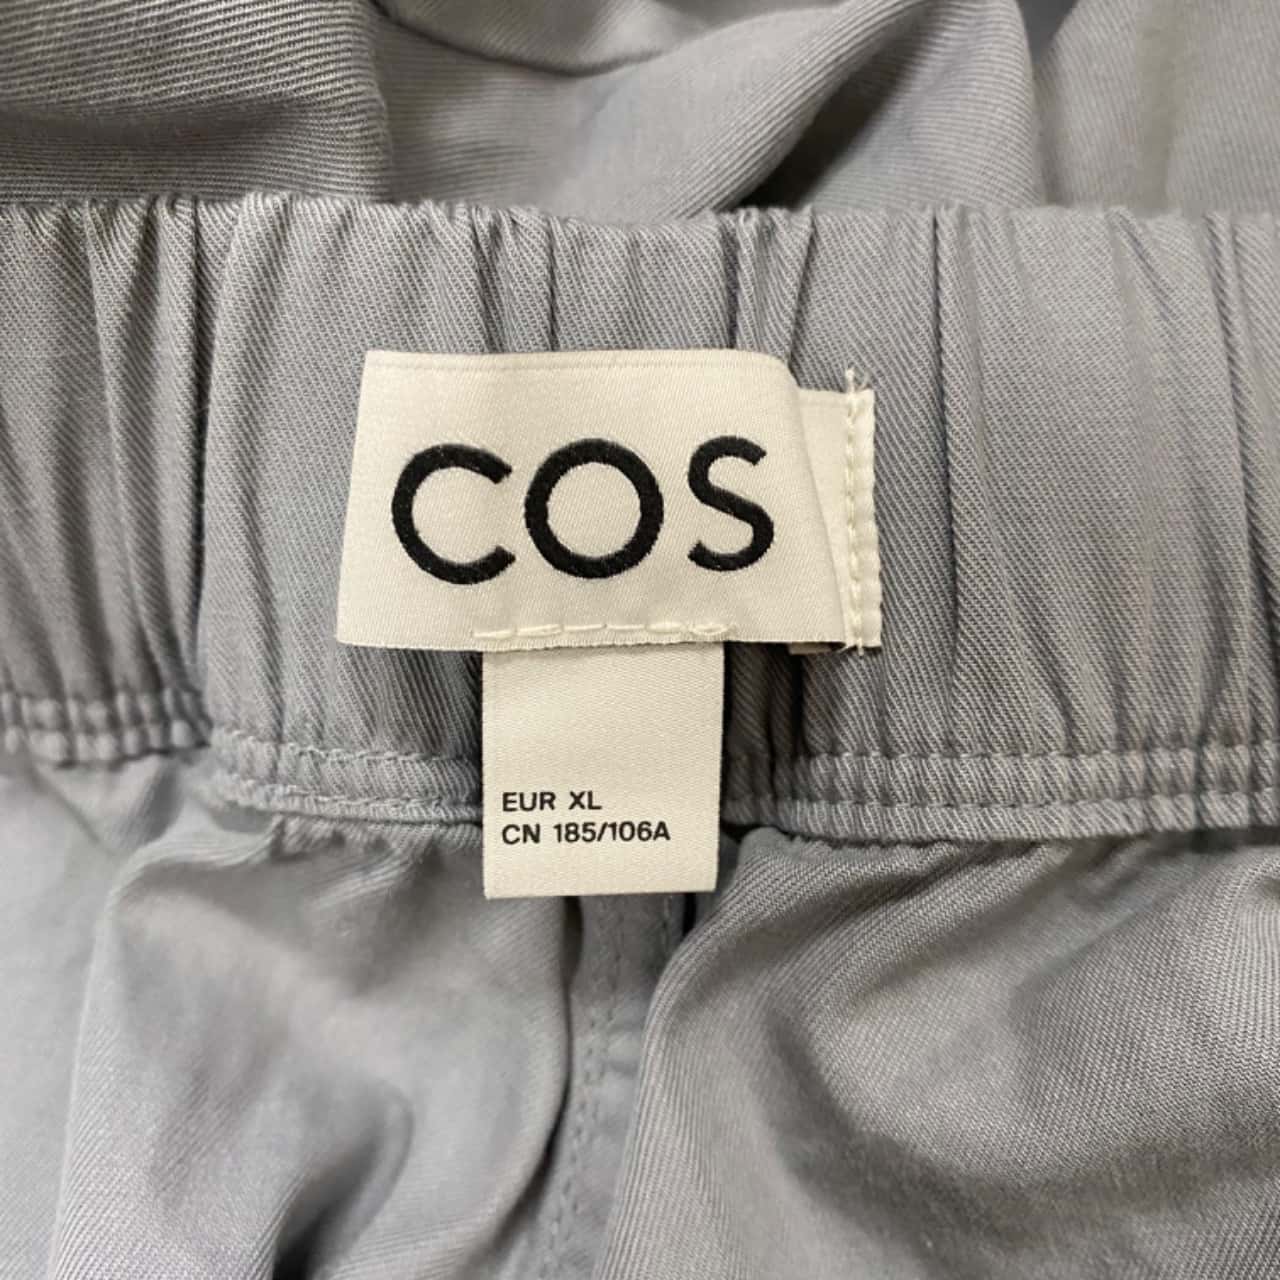 COS
EUR XL
CN 185/106A